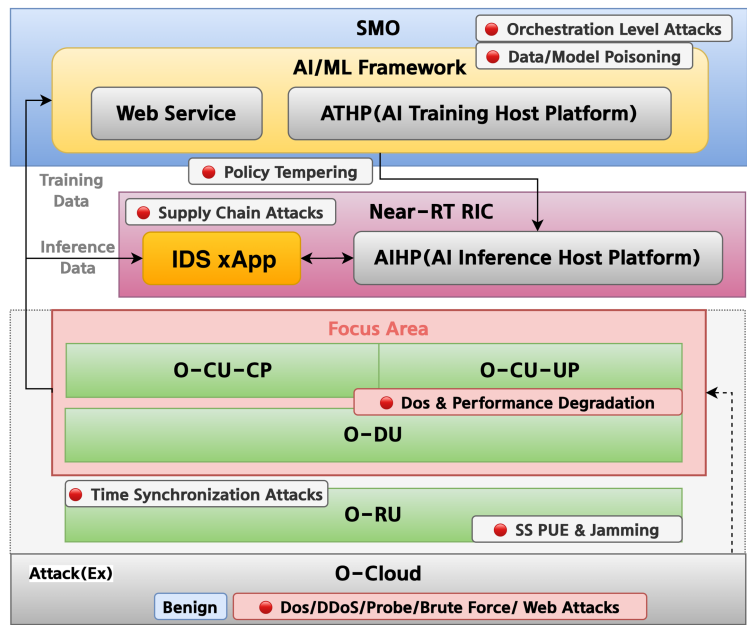 SMO
Orchestration Level Attacks
Data/Model Poisoning
AI/ML Framework
Web Service
ATHP(AI Training Host Platform)
Policy Tempering
Training
Data
Supply Chain Attacks
Near-RT RIC
Inference
Data
IDS xApp
AIHP(AI Inference Host Platform)
Focus Area
O-CU-CP
O-CU-UP
Dos & Performance Degradation
O-DU
Time Synchronization Attacks
O-RU
SS PUE & Jamming
Attack(Ex)
O-Cloud
Benign
Dos/DDoS/Probe/Brute Force/ Web Attacks